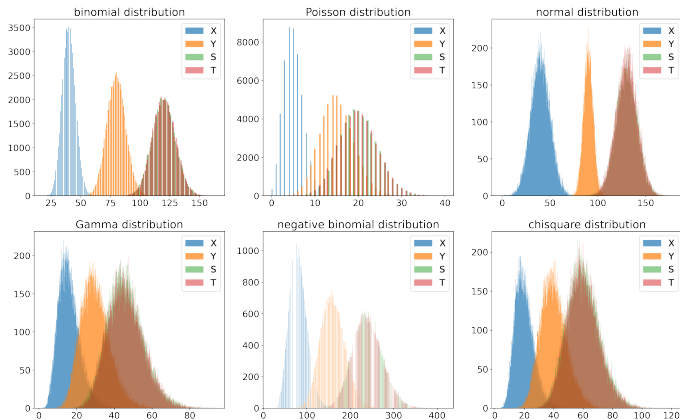 binomial distribution
3500
3000
2500
2000
1500
1000
500
0
25 50 75 100 125 150
X
Y
S
T
Poisson distribution
8000
6000
4000
2000
0
0 10 20 30 40
X
Y
S
T
normal distribution
200
150
100
50
0
0 50 100 150
X
Y
S
T
Gamma distribution
200
150
100
50
0
0 20 40 60 80
X
Y
S
T
negative binomial distribution
1000
800
600
400
200
0
0 100 200 300 400
X
Y
S
T
chisquare distribution
200
150
100
50
0
0 20 40 60 80 100 120
X
Y
S
T